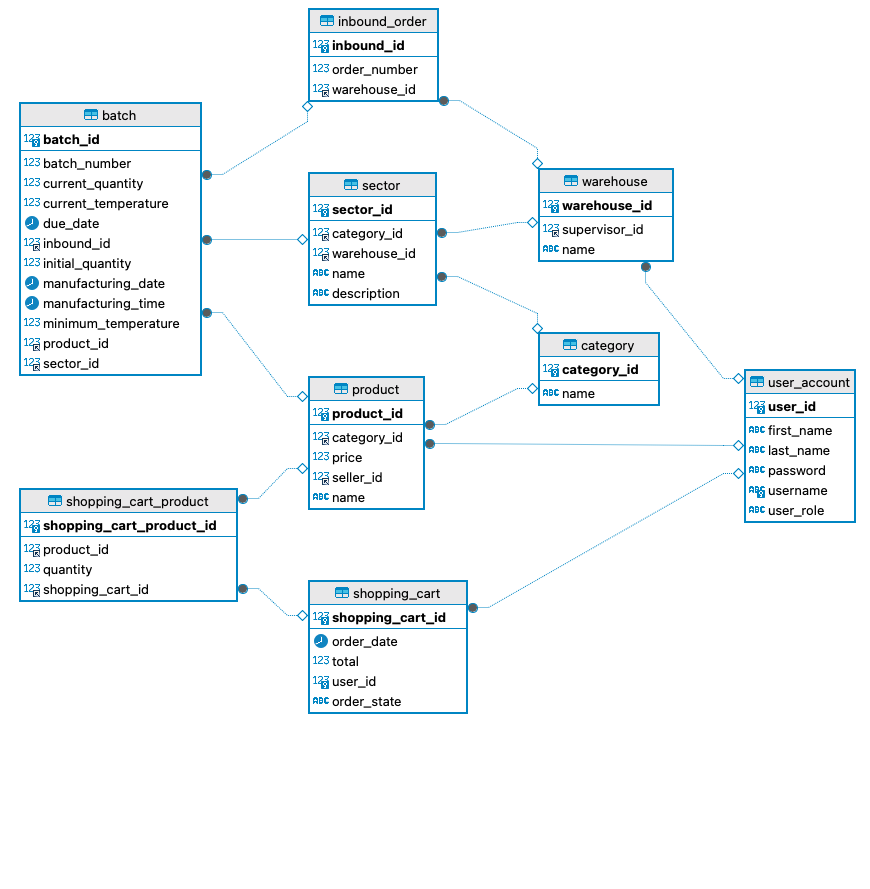 inbound_order
123 inbound_id
123 order_number
123 warehouse_id
batch
123 batch_id
123 batch_number
123 current_quantity
123 current_temperature
due_date
123 inbound_id
123 initial_quantity
manufacturing_date
manufacturing_time
123 minimum_temperature
123 product_id
123 sector_id
sector
123 sector_id
123 category_id
123 warehouse_id
ABC name
ABC description
warehouse
123 warehouse_id
123 supervisor_id
ABC name
category
123 category_id
ABC name
product
123 product_id
123 category_id
123 price
123 seller_id
ABC name
user_account
123 user_id
ABC first_name
ABC last_name
ABC password
ABC username
ABC user_role
shopping_cart_product
123 shopping_cart_product_id
123 product_id
123 quantity
123 shopping_cart_id
shopping_cart
123 shopping_cart_id
order_date
123 total
123 user_id
ABC order_state